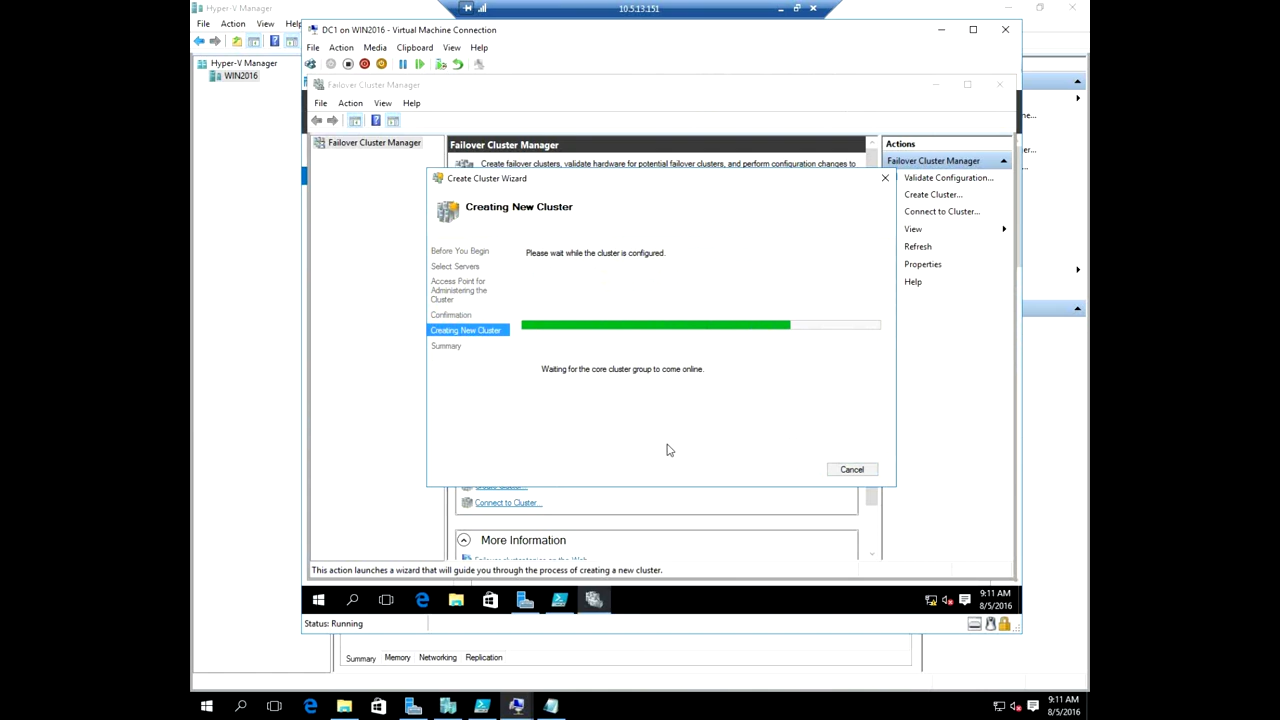 Hyper-V Manager
10.5.13.151
File Action View Help
DC1 on WIN2016 - Virtual Machine Connection
File Action Media Clipboard View Help
Hyper-V Manager
WIN2016
Failover Cluster Manager
File Action View Help
Failover Cluster Manager
Failover Cluster Manager
Create failover clusters, validate hardware for potential failover clusters, and perform configuration changes to
Actions
Failover Cluster Manager
Validate Configuration...
Create Cluster...
Connect to Cluster...
View
Refresh
Properties
Help
Create Cluster Wizard
Creating New Cluster
Before You Begin
Select Servers
Access Point for
Administering the
Cluster
Confirmation
Creating New Cluster
Summary
Please wait while the cluster is configured.
Waiting for the core cluster group to come online.
Cancel
Connect to Cluster...
More Information
This action launches a wizard that will guide you through the process of creating a new cluster.
9:11 AM
8/5/2016
Status: Running
Summary Memory Networking Replication
9:11 AM
8/5/2016